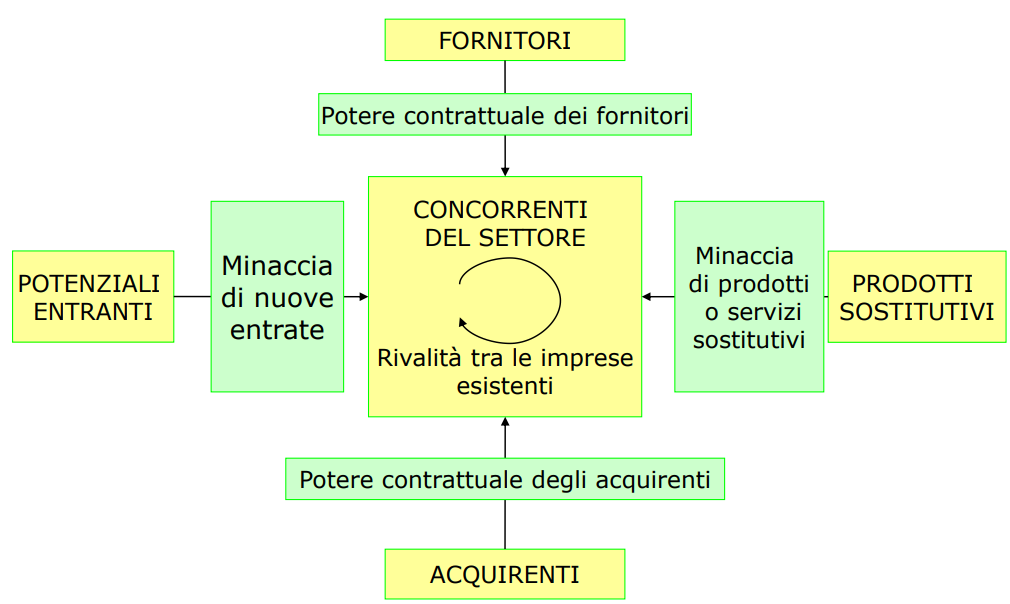 FORNITORI
Potere contrattuale dei fornitori
CONCORRENTI
DEL SETTORE
Rivalità tra le imprese
esistenti
POTENZIALI
ENTRANTI
Minaccia
di nuove
entrate
Minaccia
di prodotti
o servizi
sostitutivi
PRODOTTI
SOSTITUTIVI
Potere contrattuale degli acquirenti
ACQUIRENTI